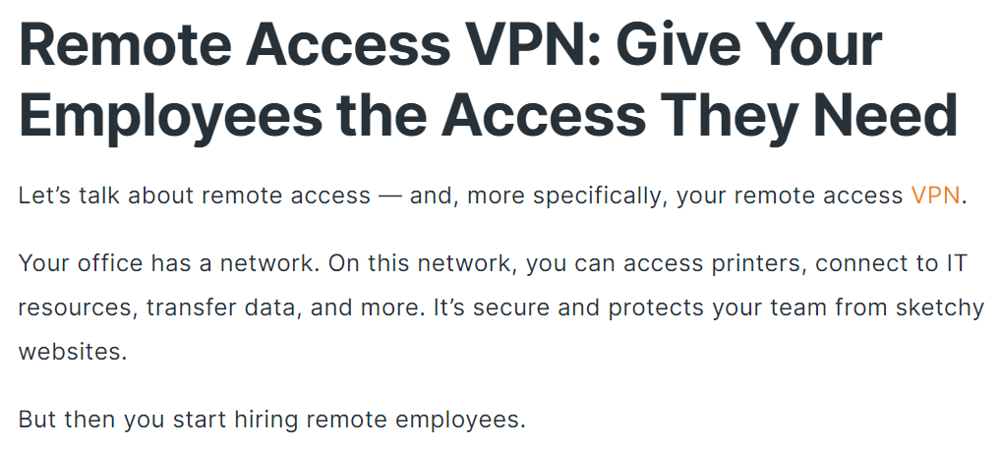 Remote Access VPN: Give Your
Employees the Access They Need
Let’s talk about remote access — and, more specifically, your remote access VPN.
Your office has a network. On this network, you can access printers, connect to IT
resources, transfer data, and more. It’s secure and protects your team from sketchy
websites.
But then you start hiring remote employees.